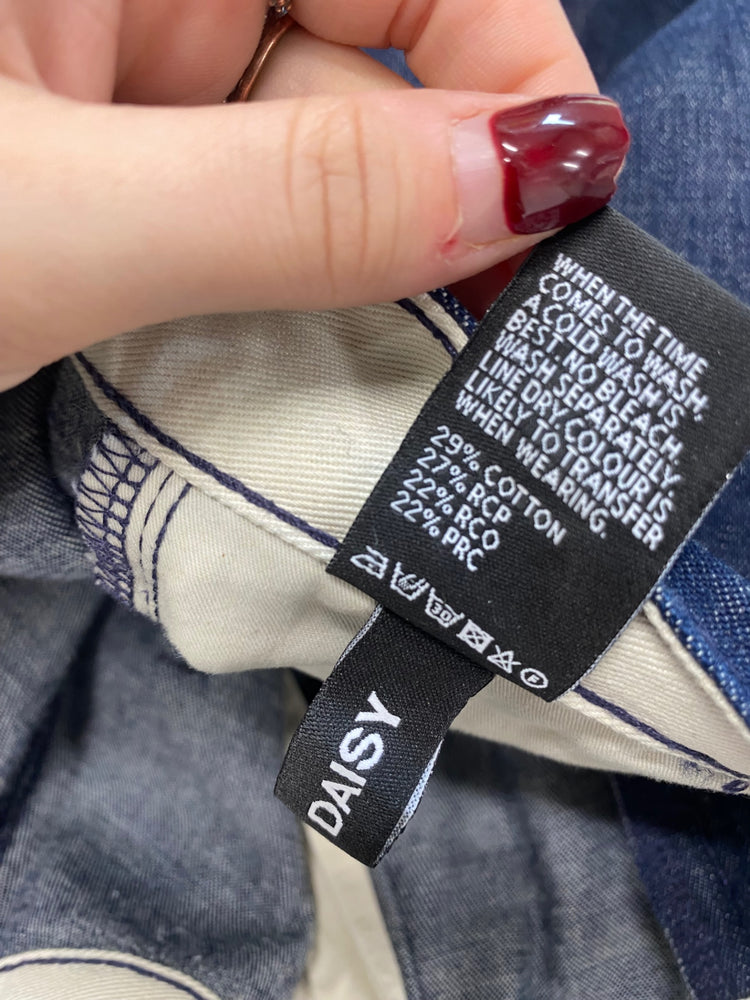 WHEN THE TIME
COMES TO WASH,
A COLD WASH IS
BEST. NO BLEACH,
WASH SEPARATELY,
LINE DRY. COLOUR IS
LIKELY TO TRANSFER
WHEN WEARING.
29% COTTON
27% RCP
22% RCO
22% PRC
30 F
DAISY